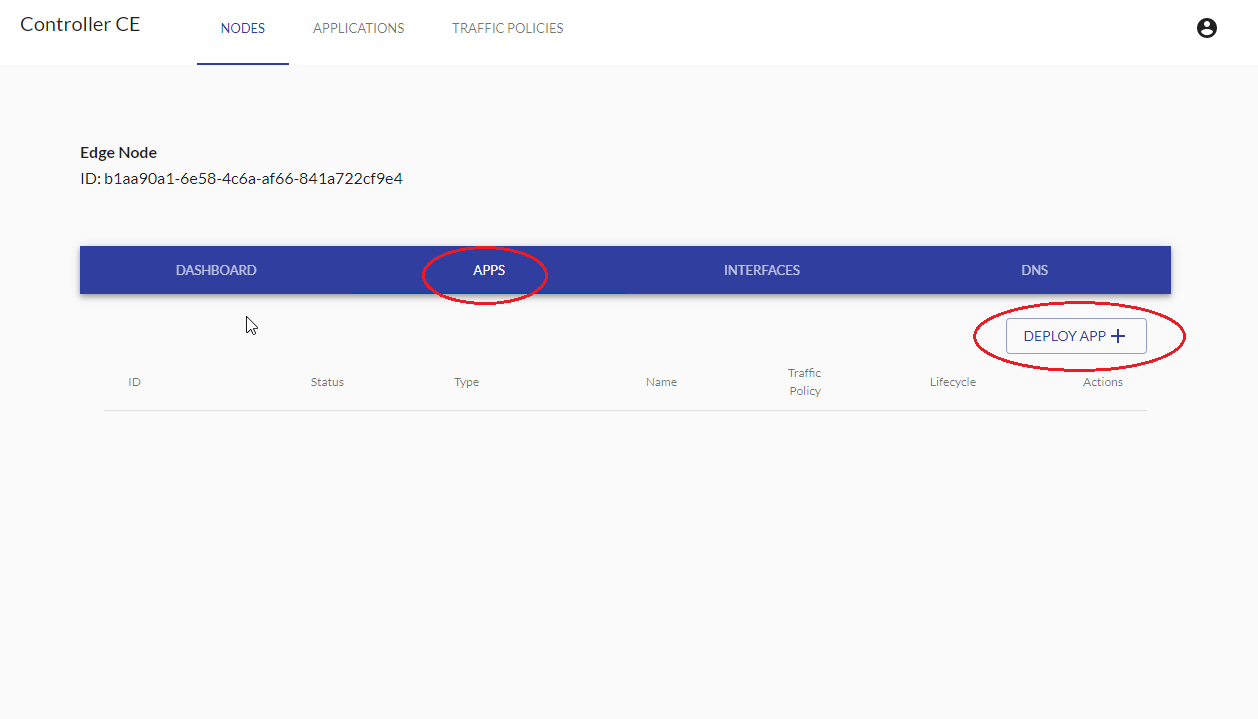 Controller CE
NODES
APPLICATIONS
TRAFFIC POLICIES
Edge Node
ID: b1aa90a1-6e58-4c6a-af66-841a722cf9e4
DASHBOARD
APPS
INTERFACES
DNS
DEPLOY APP
ID
Status
Type
Name
Traffic
Policy
Lifecycle
Actions